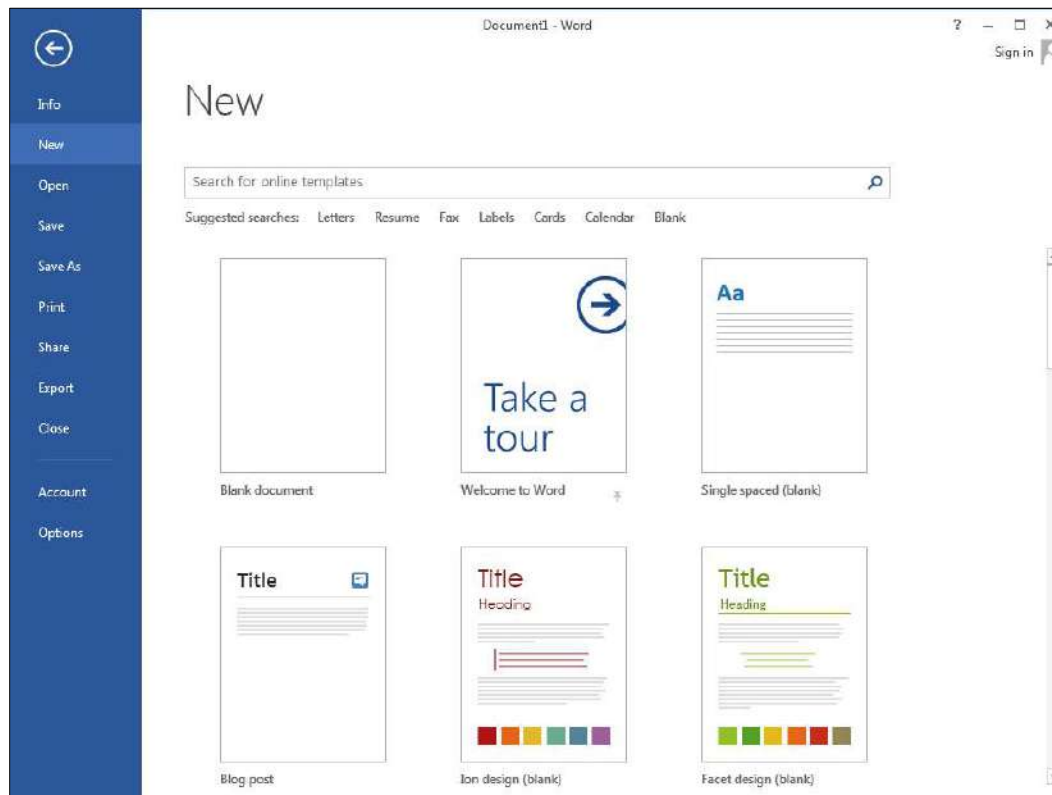 Document1 - Word
?
Sign in
Info
New
Open
Save
Save As
Print
Share
Export
Close
Account
Options
New
Search for online templates
Suggested searches: Letters Resume Fax Labels Cards Calendar Blank
Take a
tour
Aa
Blank document
Welcome to Word
Single spaced (blank)
Title
Title
Heading
Title
Heading
Blog post
Ion design (blank)
Facet design (blank)